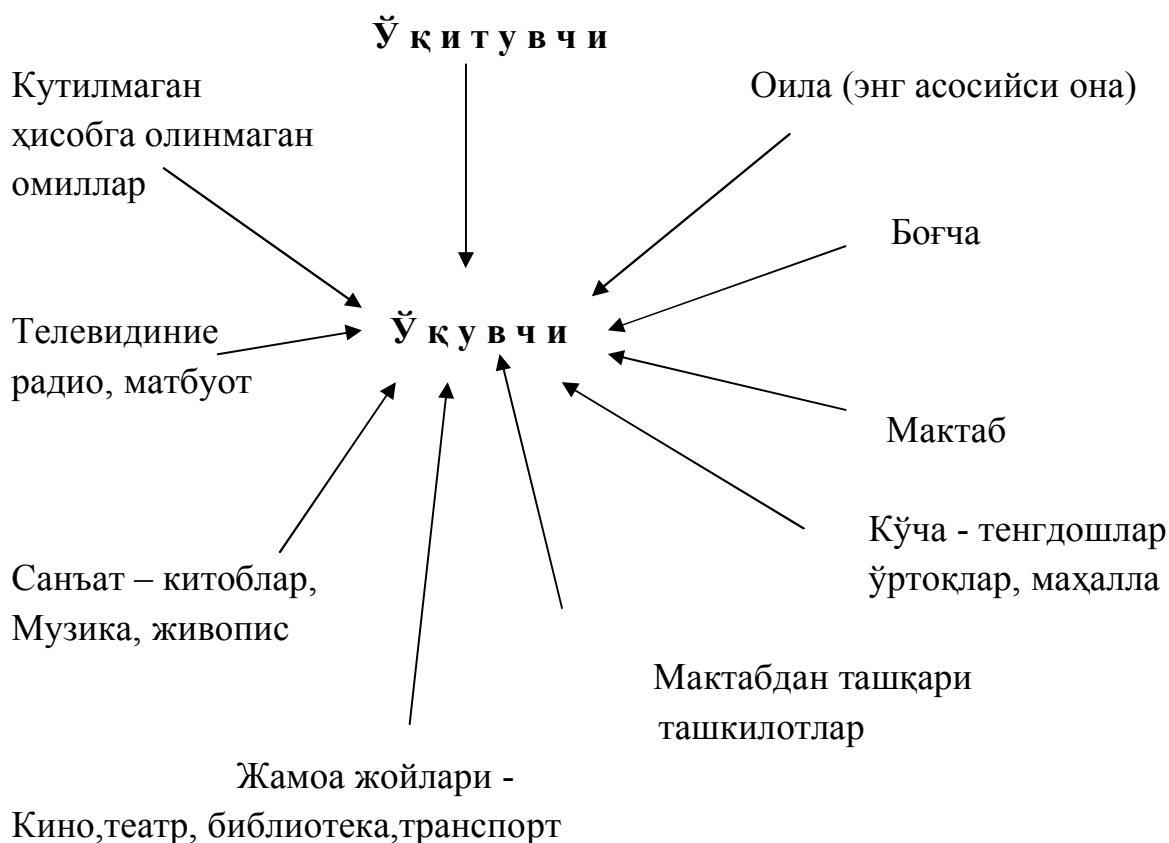 Ў қ и т у в ч и
Кутилмаган
ҳисобга олинмаган
омиллар
Оила (энг асосийси она)
Боғча
Телевидиние
радио, матбуот
Ў қ у в ч и
Мактаб
Кўча - тенгдошлар
ўртоқлар, маҳалла
Санъат – китоблар,
Музика, живопис
Мактабдан ташқари
ташкилотлар
Жамоа жойлари -
Кино,театр, библиотека,транспорт